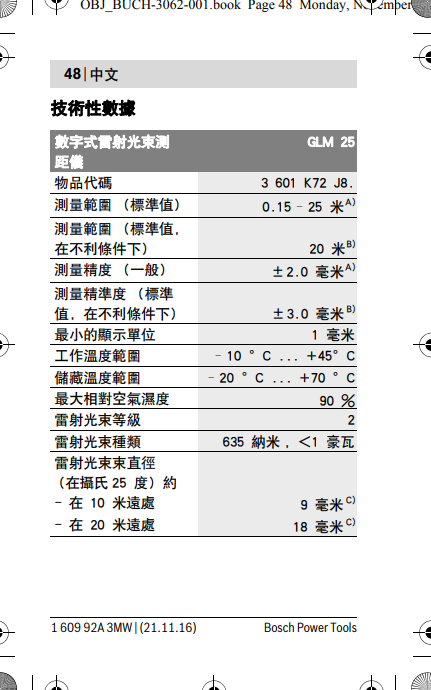 OBJ_BUCH-3062-001.book Page 48 Monday,
48 | 中文
技術性數據
數字式雷射光束測 GLM 25
距儀
物品代碼 3 601 K72 J8.
測量範圍 （標準值） 0.15–25 米A)
測量範圍 （標準值，
在不利條件下） 20 米B)
測量精度 （一般） ±2.0 毫米A)
測量精準度 （標準
值，在不利條件下） ±3.0 毫米B)
最小的顯示單位 1 毫米
工作溫度範圍 –10 ° C ... +45° C
儲藏溫度範圍 –20 ° C ... +70 ° C
最大相對空氣濕度 90 %
雷射光束等級 2
雷射光束種類 635 納米 , <1 豪瓦
雷射光束束直徑
（在攝氏 25 度）約
– 在 10 米遠處 9 毫米C)
– 在 20 米遠處 18 毫米C)
1 609 92A 3MW | (21.11.16) Bosch Power Tools